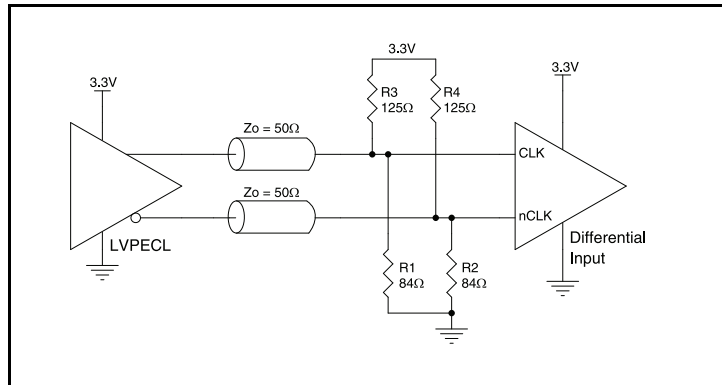 3.3V
3.3V
3.3V
R3
125Ω
R4
125Ω
Zo = 50Ω
CLK
Zo = 50Ω
nCLK
LVPECL
Differential
Input
R1
84Ω
R2
84Ω